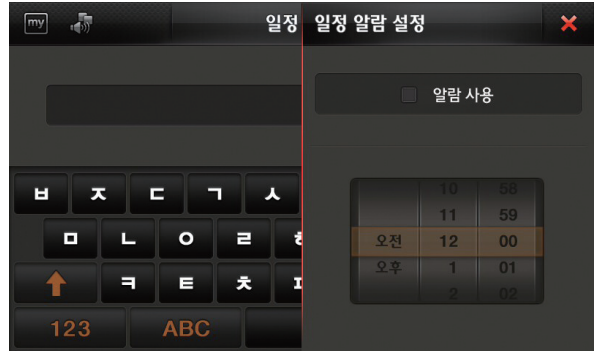 my
일정
ㅂ ㅈ ㄷ ㄱ ㅅ
ㅁ ㄴ ㅇ ㄹ
ㅋ ㅌ ㅊ
123 ABC
일정 알람 설정
알람 사용
10 58
11 59
오전 12 00
오후 1 01
2 02